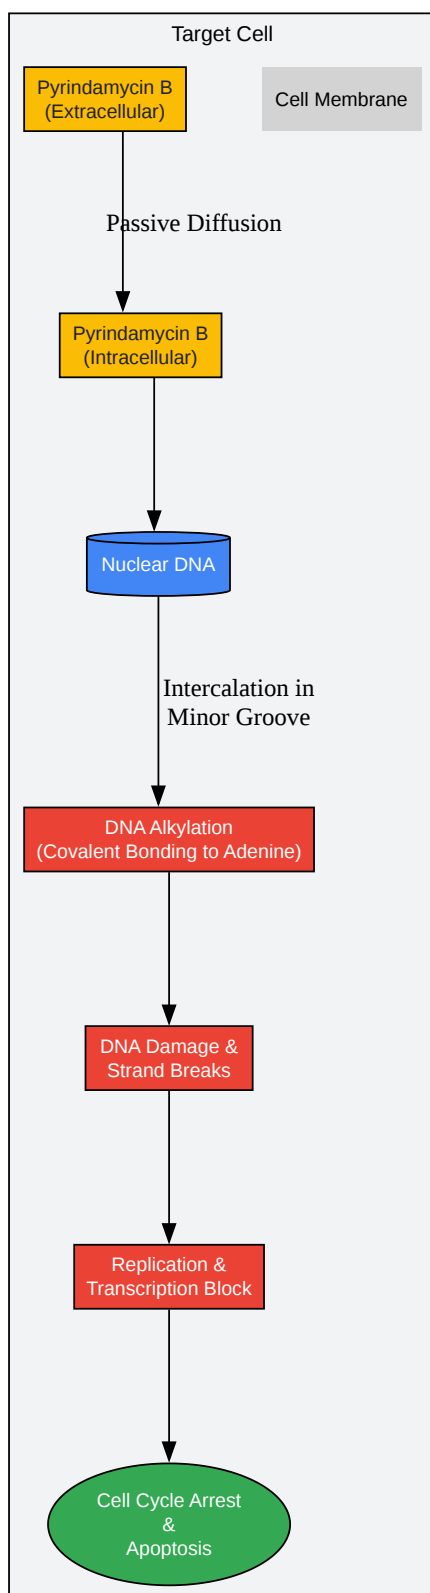 Target Cell
Pyrindamycin B
(Extracellular)
Cell Membrane
Passive Diffusion
Pyrindamycin B
(Intracellular)
Nuclear DNA
Intercalation in
Minor Groove
DNA Alkylation
(Covalent Bonding to Adenine)
DNA Damage &
Strand Breaks
Replication &
Transcription Block
Cell Cycle Arrest
&
Apoptosis